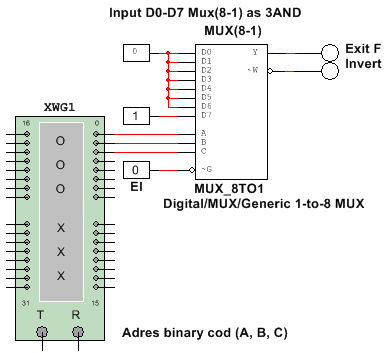 Input D0-D7 Mux(8-1) as 3AND
MUX(8-1)
0
D0
D1
D2
D3
D4
D5
D6
D7
Y
~W
Exit F
Invert
1
A
B
C
0
EI
~G
MUX_8TO1
Digital/MUX/Generic 1-to-8 MUX
XWG1
16
0
O
O
O
X
X
X
31
15
T
R
Adres binary cod (A, B, C)